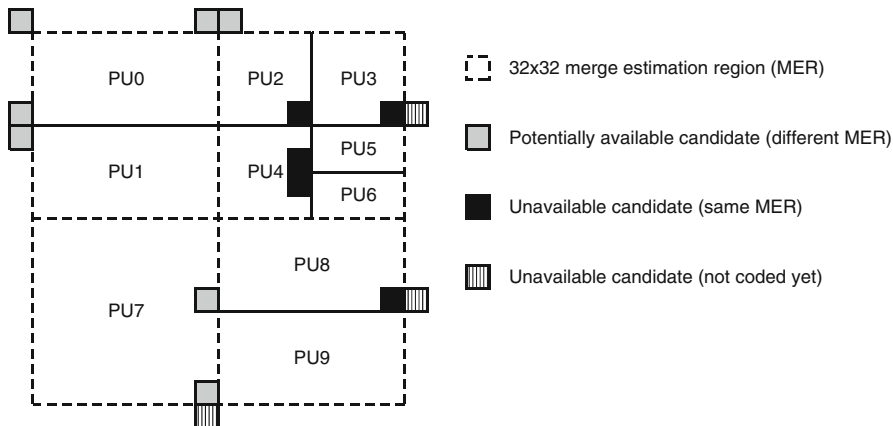 PU0
PU2
PU3
PU1
PU4
PU5
PU6
PU7
PU8
PU9
32x32 merge estimation region (MER)
Potentially available candidate (different MER)
Unavailable candidate (same MER)
Unavailable candidate (not coded yet)